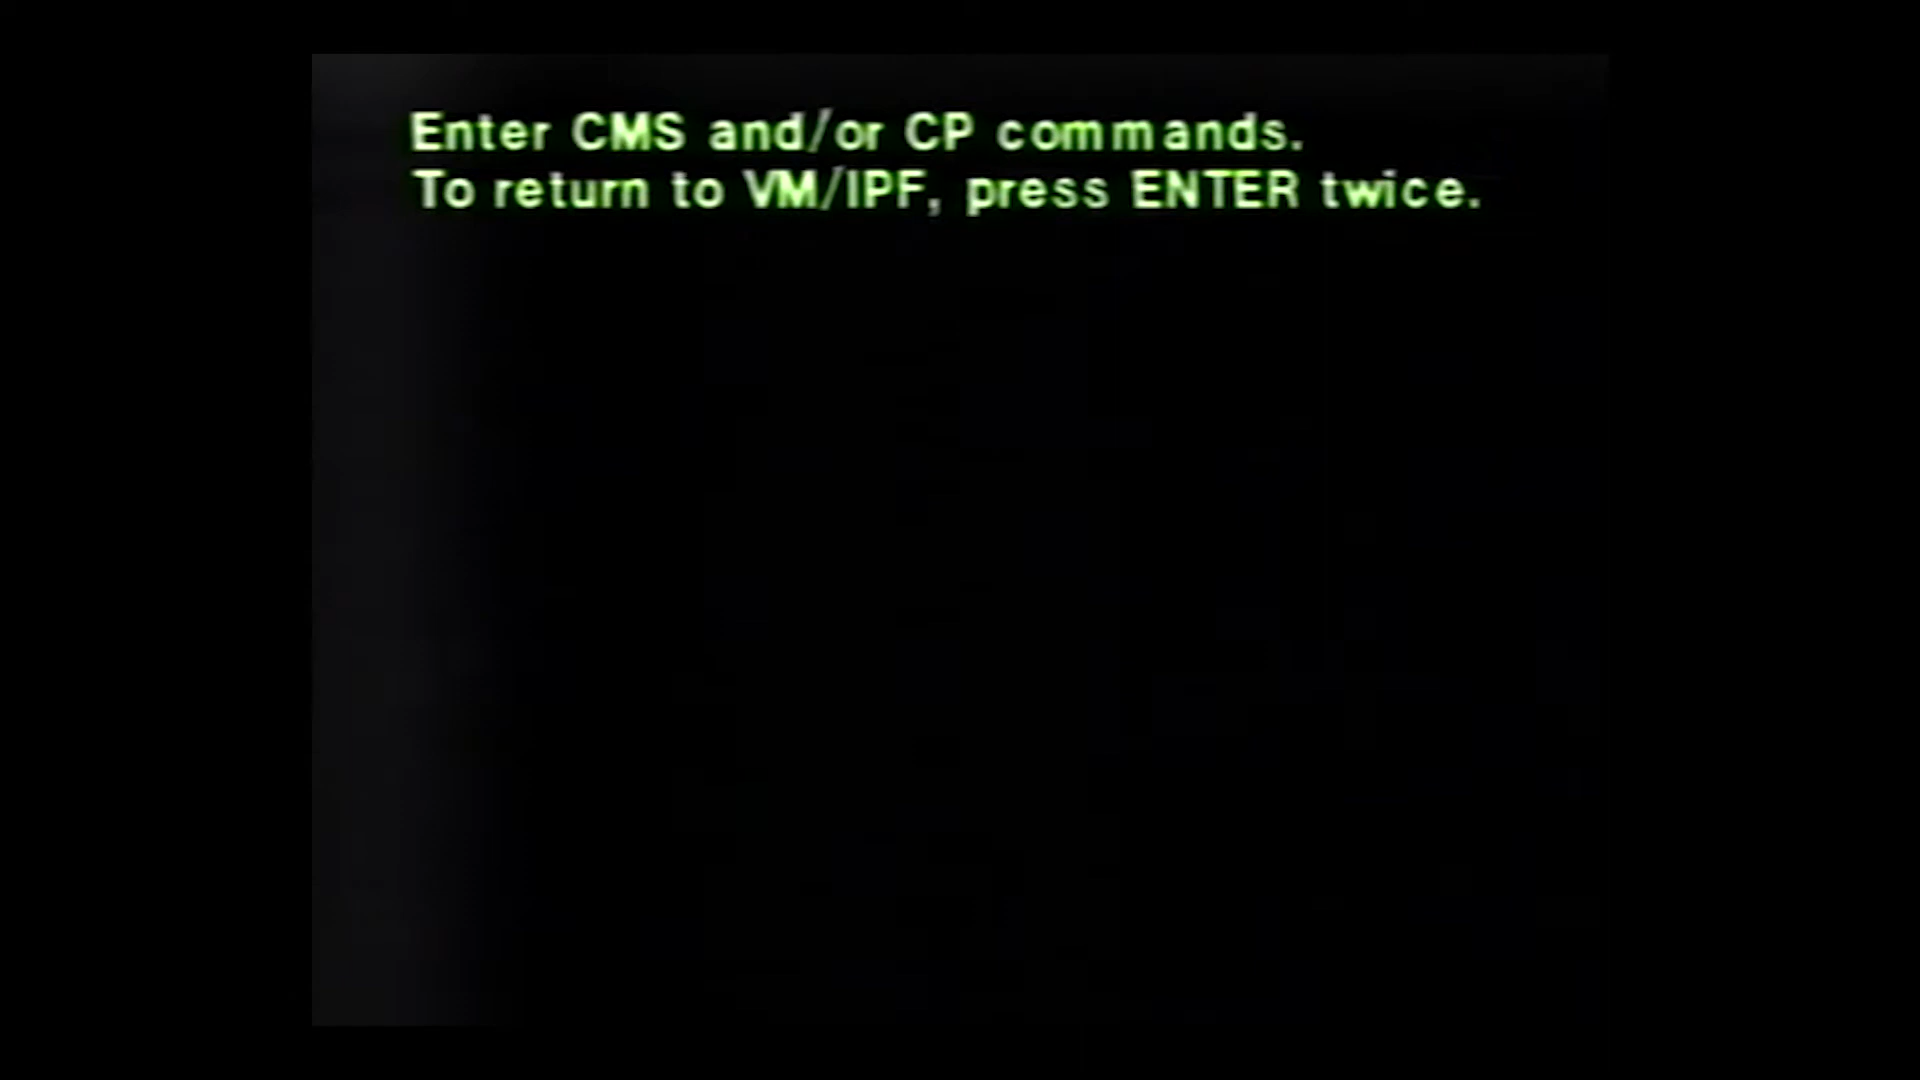 Enter CMS and/or CP commands.
To return to VM/IPF, press ENTER twice.